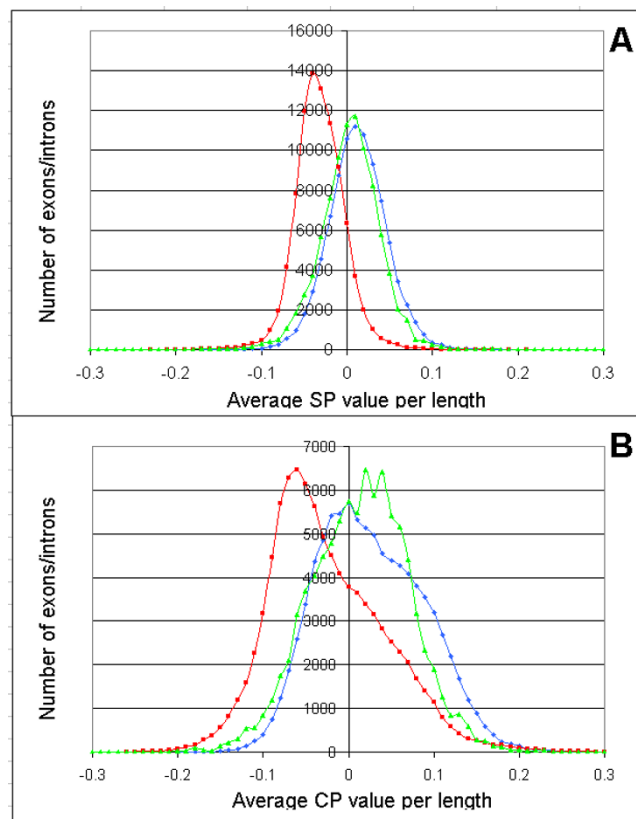 A
16000
14000
12000
10000
8000
6000
4000
2000
0
Number of exons/introns
-0.3 -0.2 -0.1 0 0.1 0.2 0.3
Average SP value per length
B
7000
6000
5000
4000
3000
2000
1000
0
Number of exons/introns
-0.3 -0.2 -0.1 0 0.1 0.2 0.3
Average CP value per length